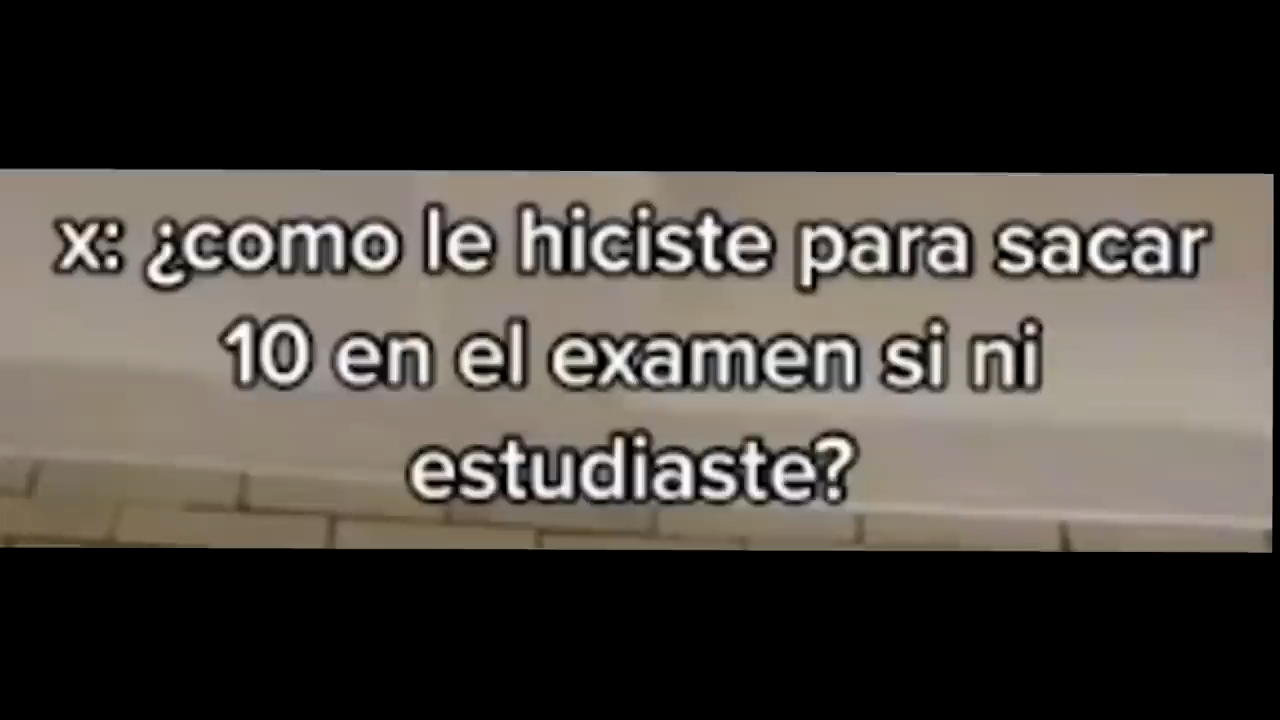 x: ¿como le hiciste para sacar
10 en el examen si ni
estudiaste?